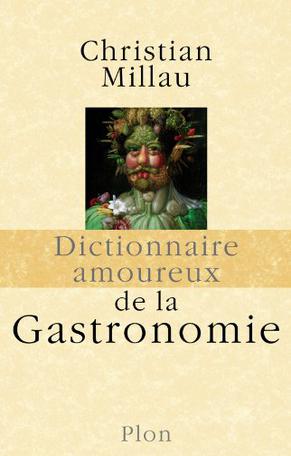 Christian
Millau
Dictionnaire
amoureux
de la
Gastronomie
Plon